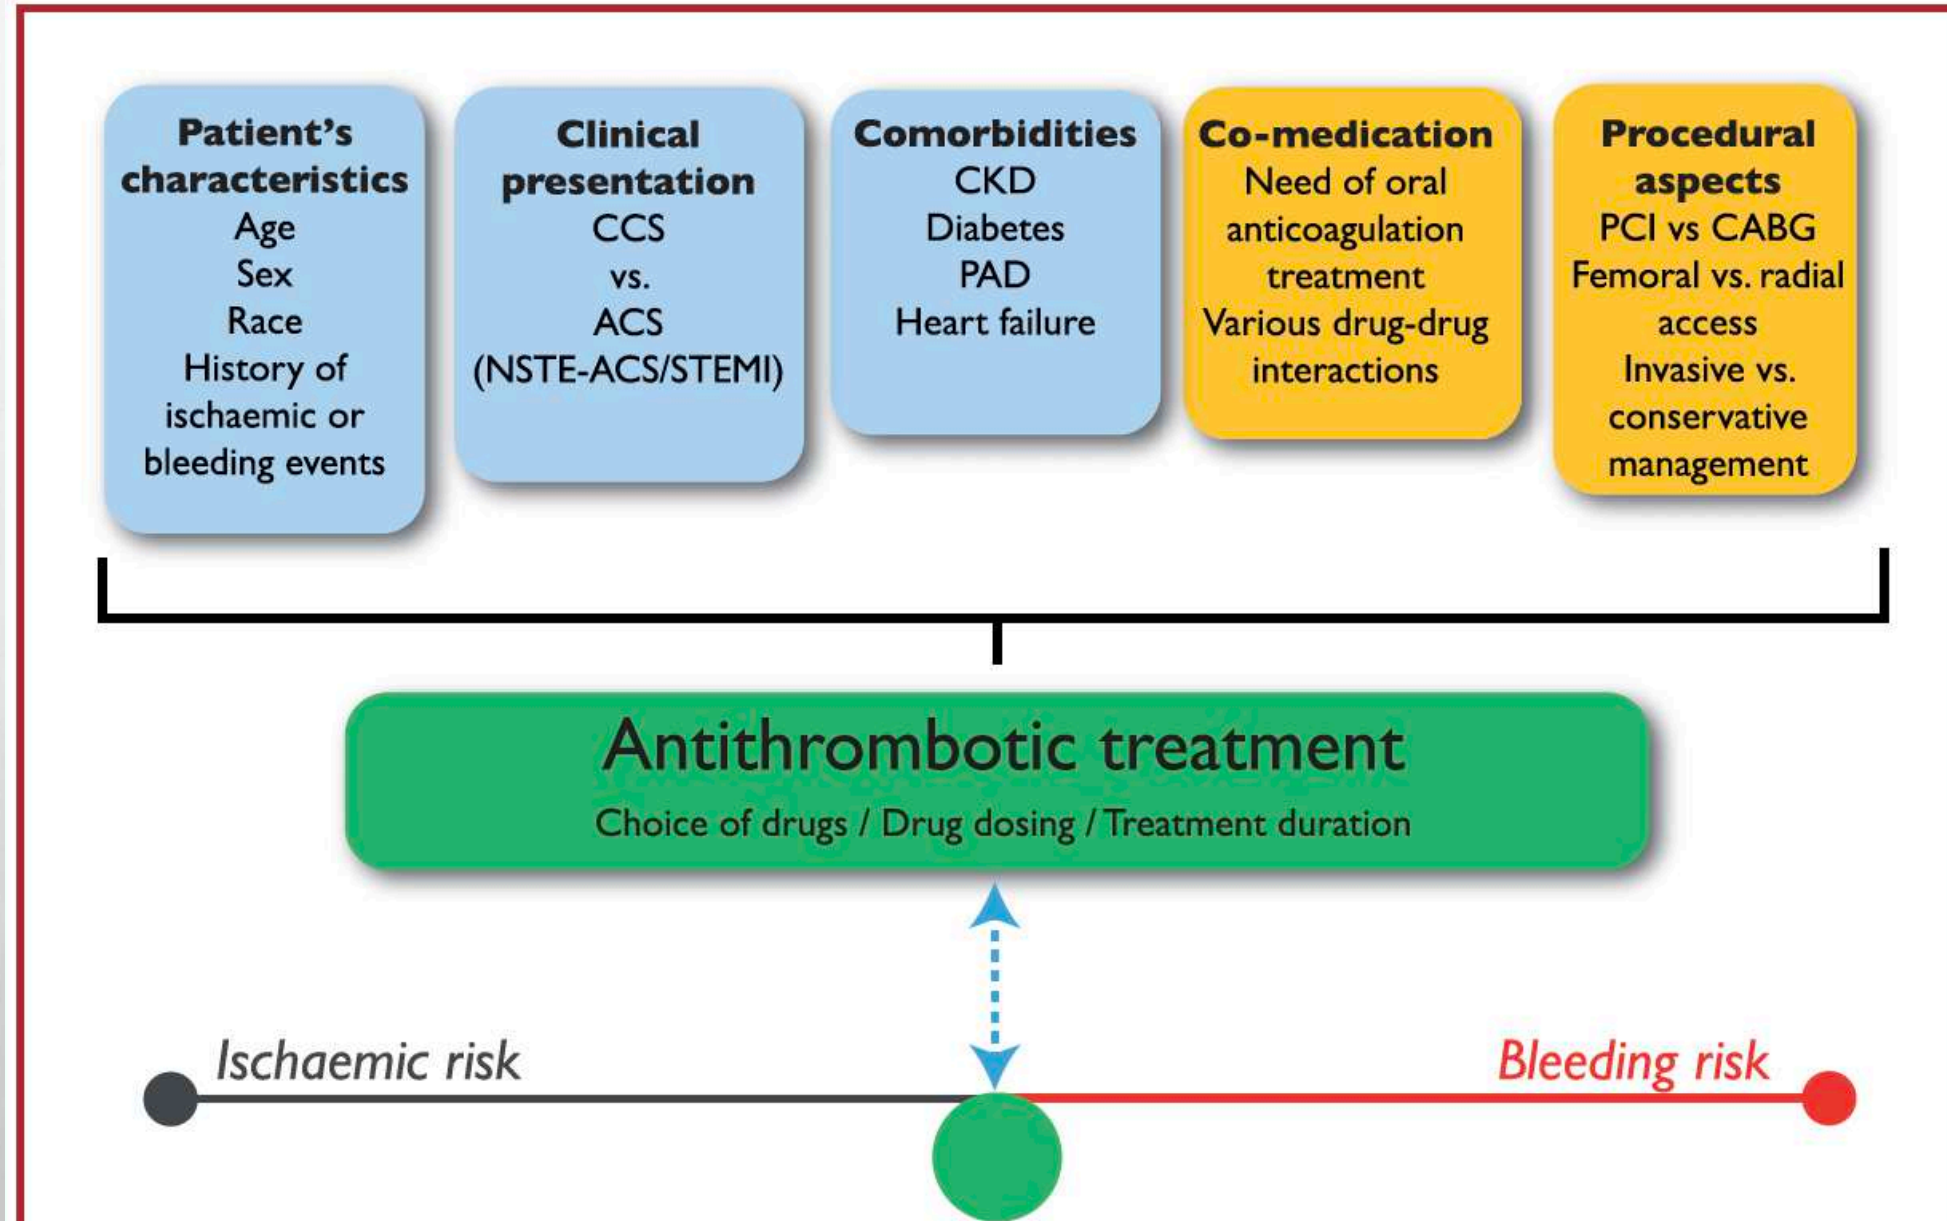 Patient's
characteristics
Age
Sex
Race
History of
ischaemic or
bleeding events
Clinical
presentation
CCS
vs.
ACS
(NSTE-ACS/STEMI)
Comorbidities
CKD
Diabetes
PAD
Heart failure
Co-medication
Need of oral
anticoagulation
treatment
Various drug-drug
interactions
Procedural
aspects
PCI vs CABG
Femoral vs. radial
access
Invasive vs.
conservative
management
Antithrombotic treatment
Choice of drugs / Drug dosing / Treatment duration
Ischaemic risk
Bleeding risk